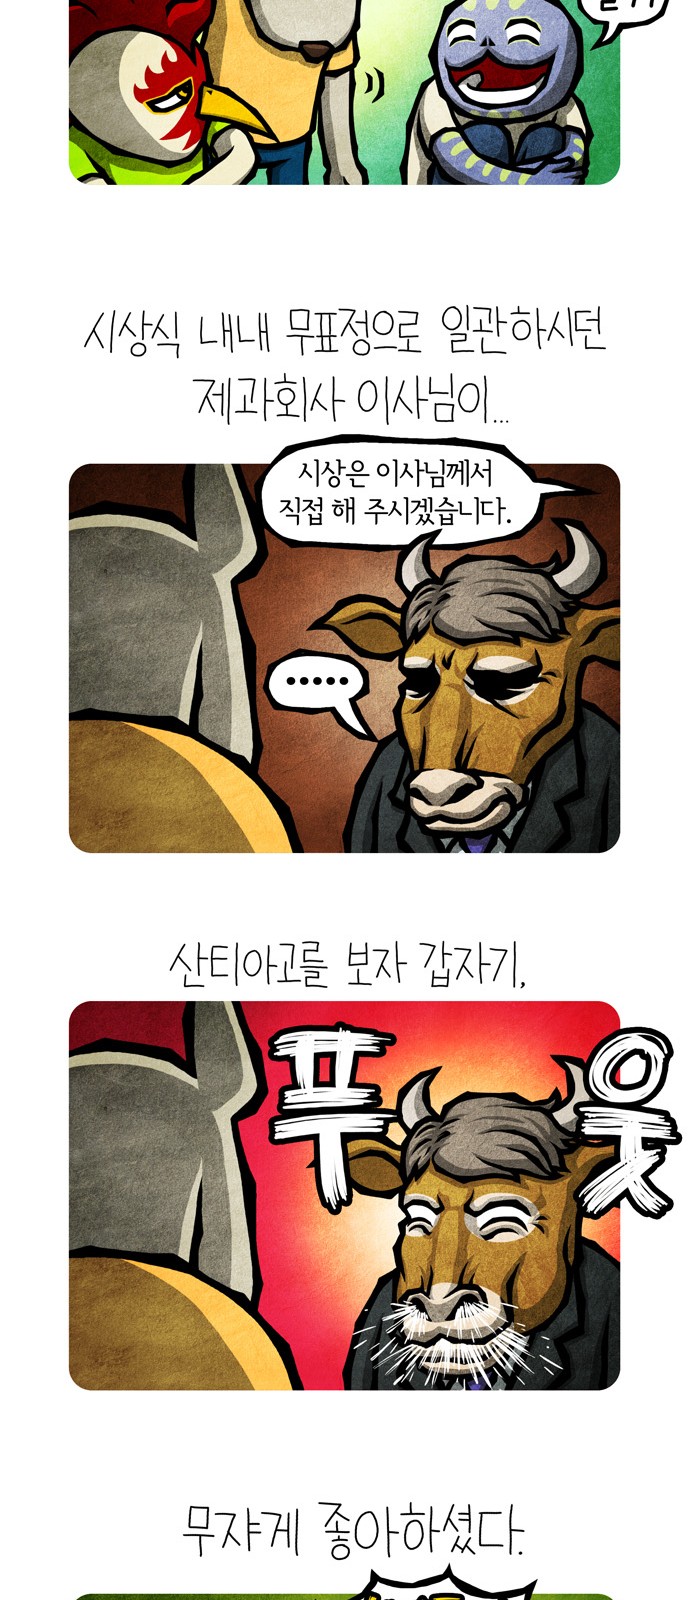 시상식 내내 무표정으로 일관하시던
제과회사 이사님이...
시상은 이사님께서
직접 해 주시겠습니다.
•••••
산티아고를 보자 갑자기,
푸웃
무쟈게 좋아하셨다.